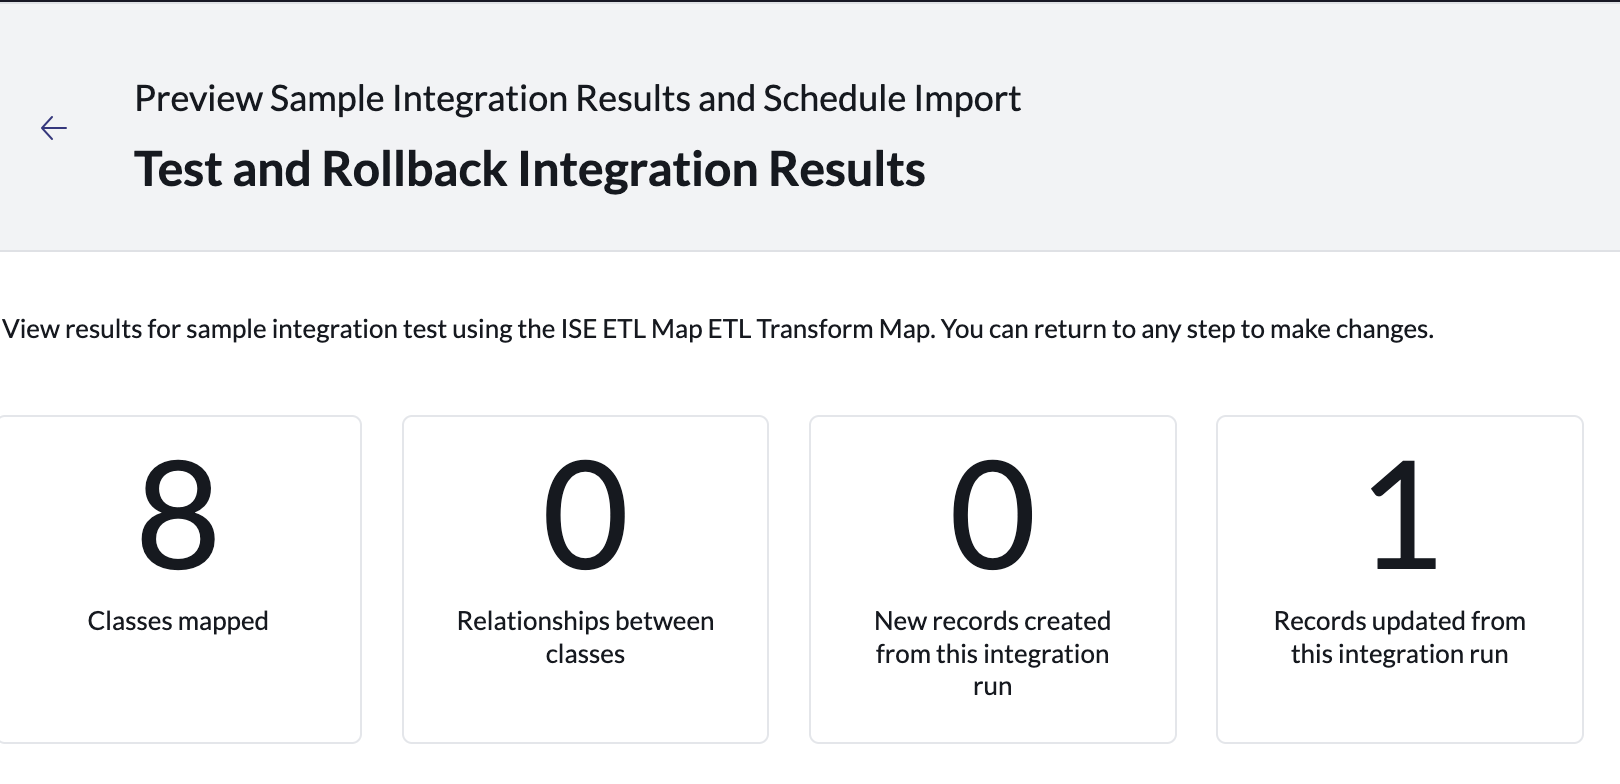 Preview Sample Integration Results and Schedule Import
Test and Rollback Integration Results
View results for sample integration test using the ISE ETL Map ETL Transform Map. You can return to any step to make changes.
8
Classes mapped
0
Relationships between
classes
0
New records created
from this integration
run
1
Records updated from
this integration run